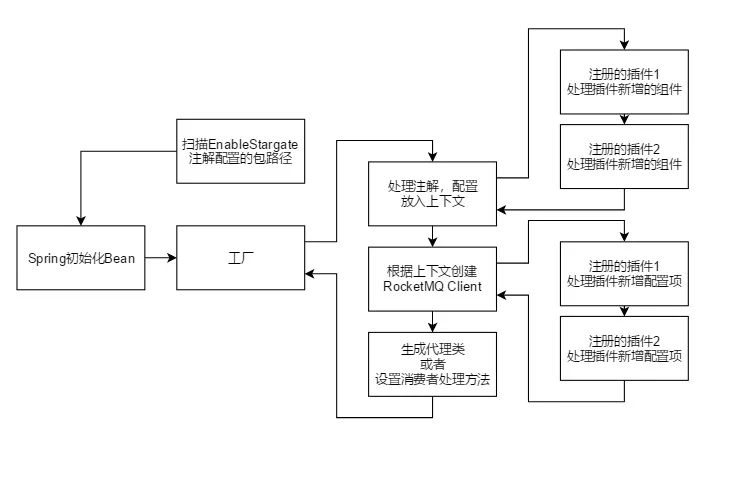 扫描EnableStargate
注解配置的包路径
Spring初始化Bean
工厂
处理注解，配置
放入上下文
根据上下文创建
RocketMQ Client
生成代理类
或者
设置消费者处理方法
注册的插件1
处理插件新增的组件
注册的插件2
处理插件新增的组件
注册的插件1
处理插件新增配置项
注册的插件2
处理插件新增配置项